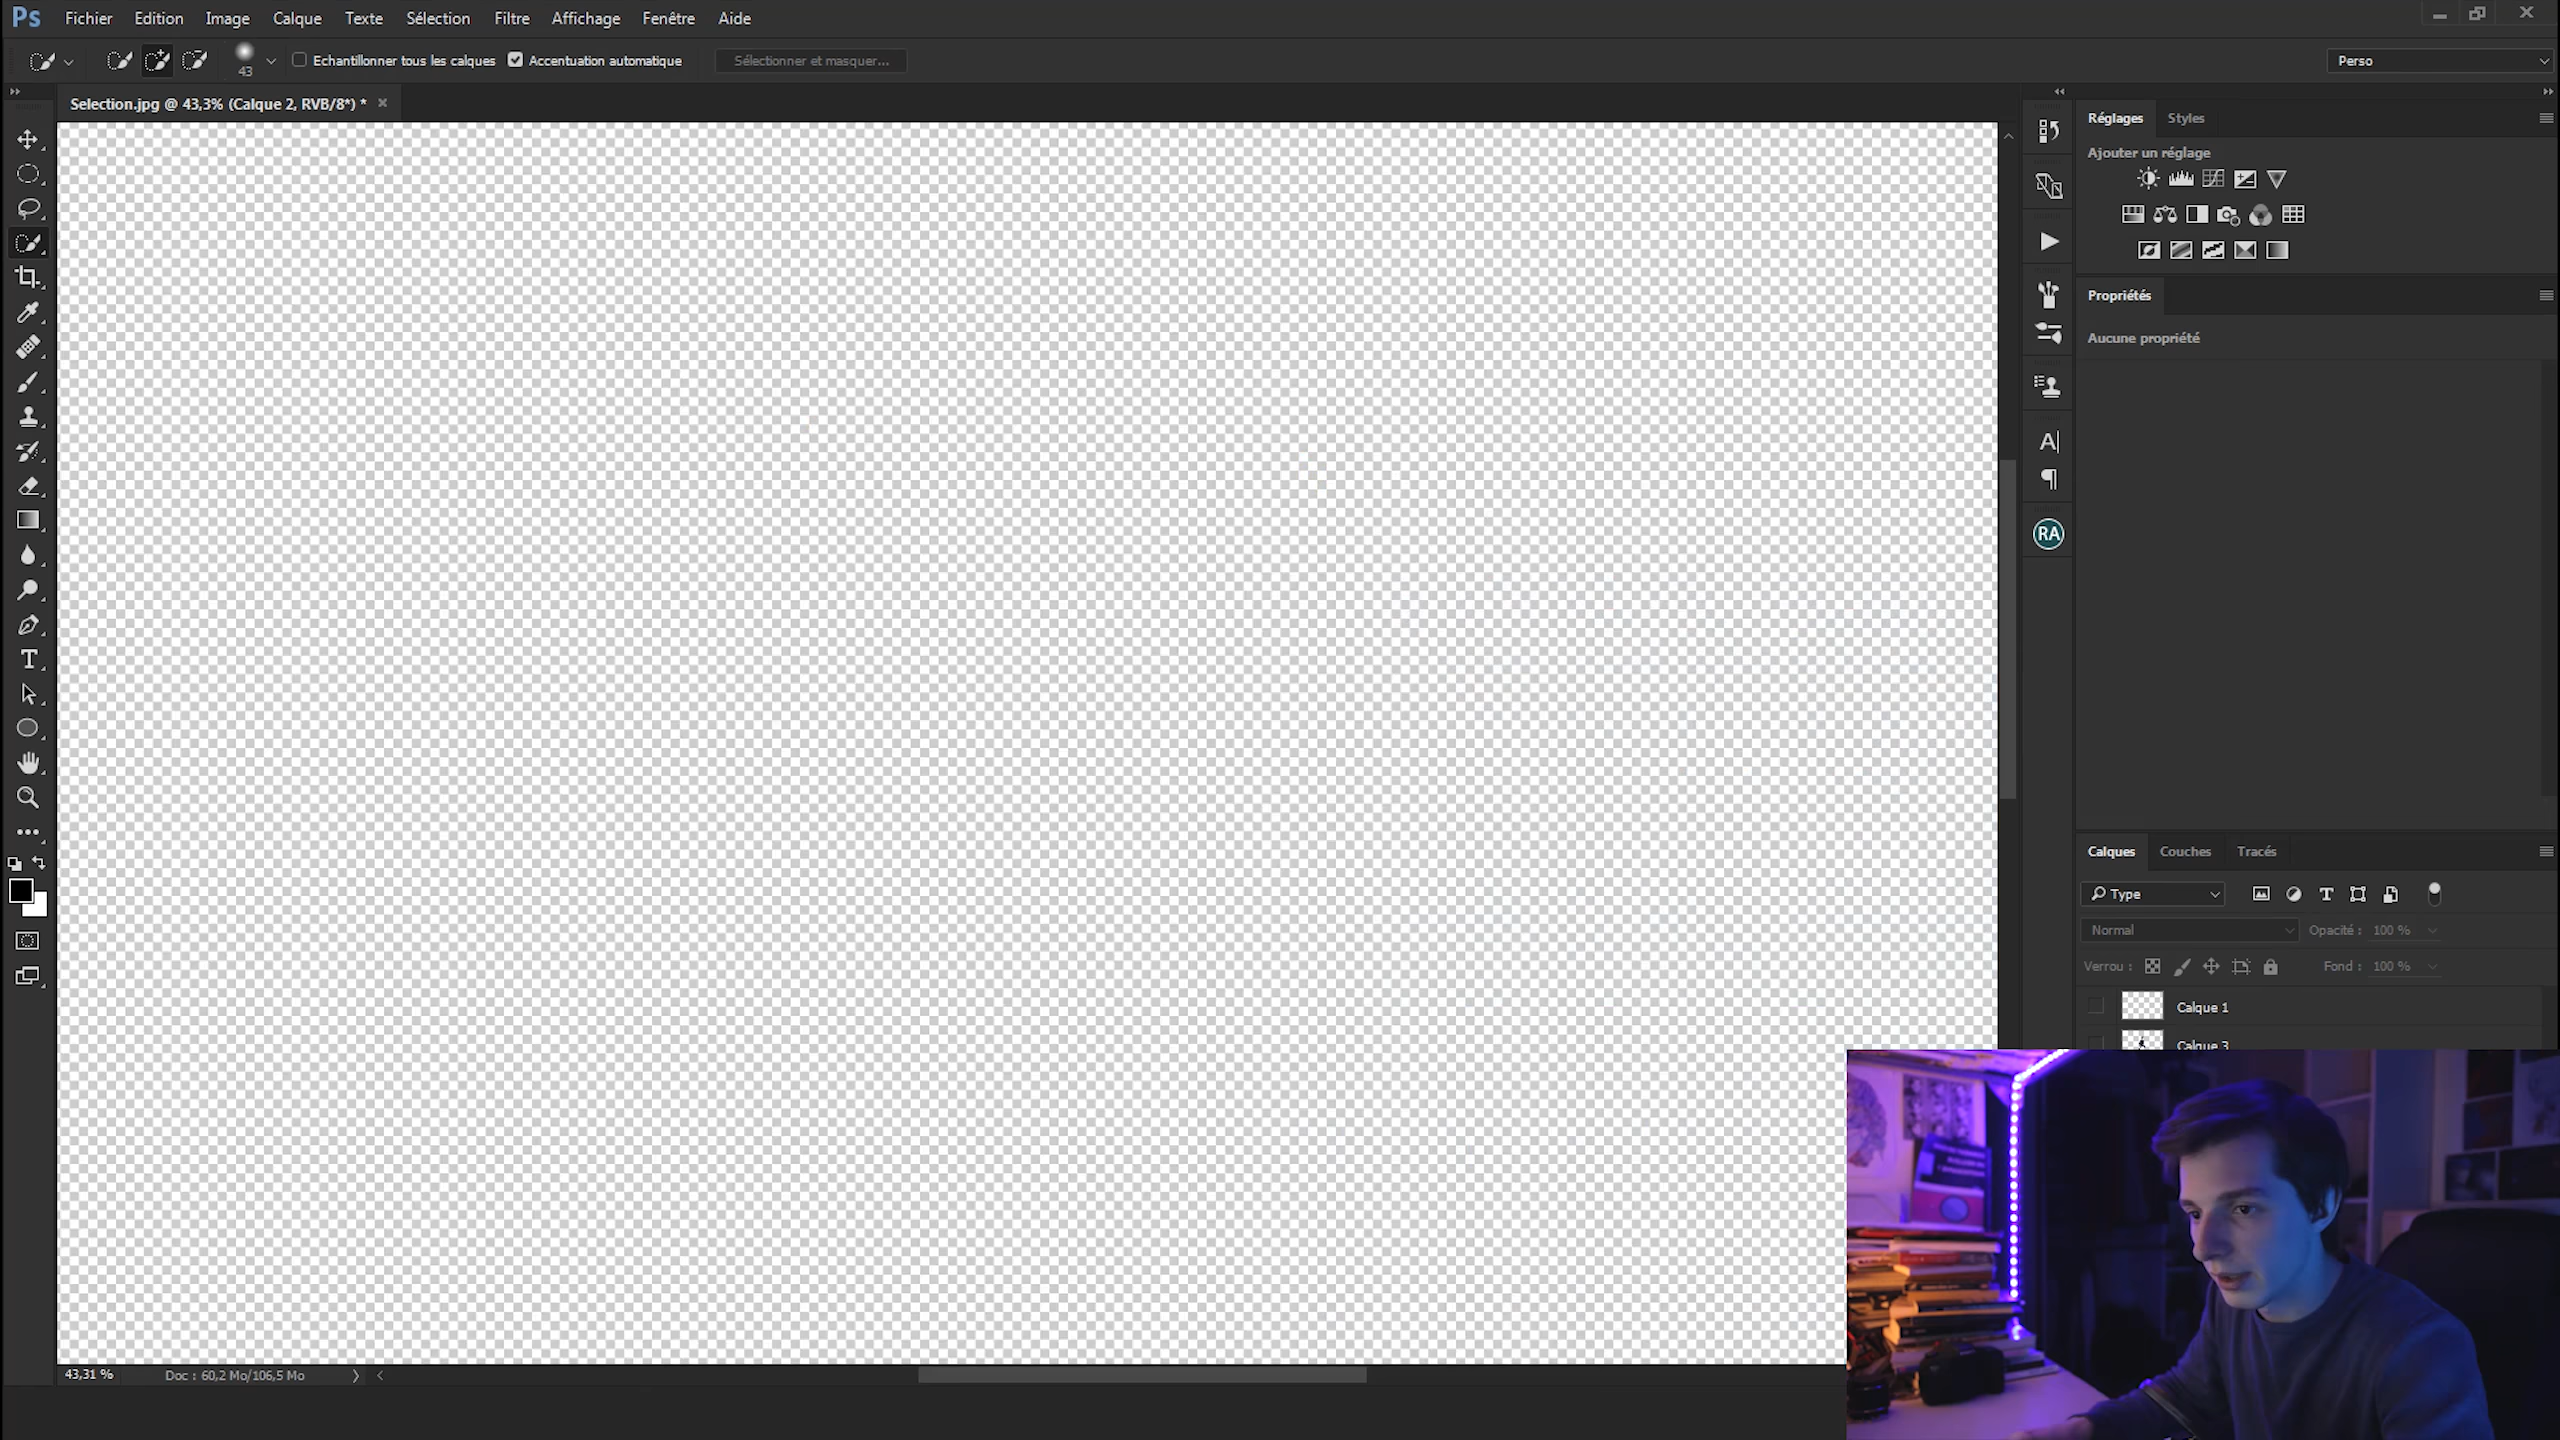 Ps Fichier Edition Image Calque Texte Sélection Filtre Affichage Fenêtre Aide
43 Echantillonner tous les calques Accentuation automatique Sélectionner et masquer... Perso
Selection.jpg @ 43,3% (Calque 2, RVB/8*) *
Réglages Styles
Ajouter un réglage
Propriétés
Aucune propriété
RA
Calques Couches Tracés
Type
Normal Opacité : 100 %
Verrou : Fond : 100 %
Calque 1
Calque 3
43,31 % Doc : 60,2 Mo/106,5 Mo